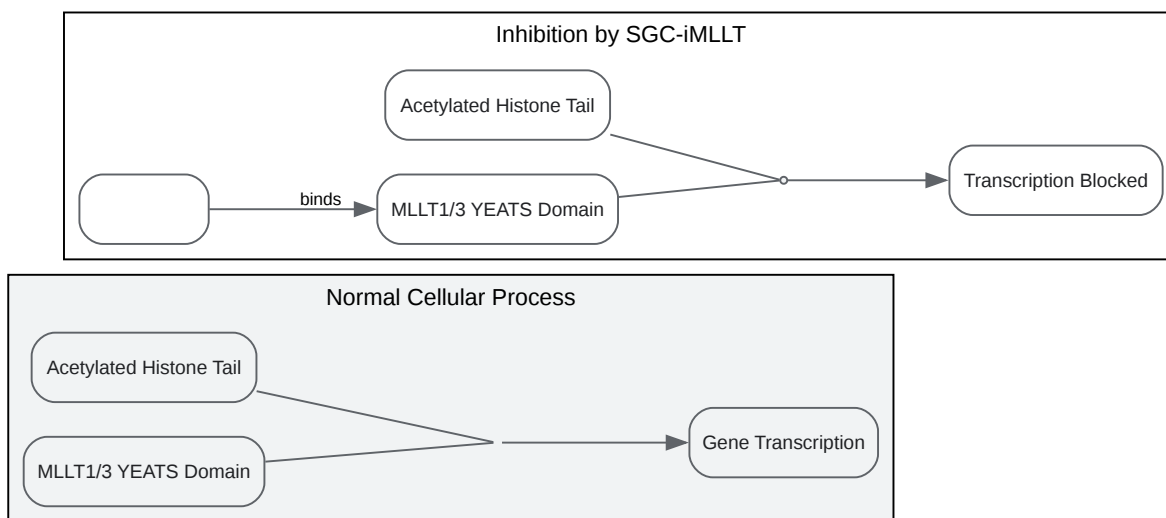 Inhibition by SGC-iMLLT
Acetylated Histone Tail
binds
MLLT1/3 YEATS Domain
Transcription Blocked
Normal Cellular Process
Acetylated Histone Tail
MLLT1/3 YEATS Domain
Gene Transcription